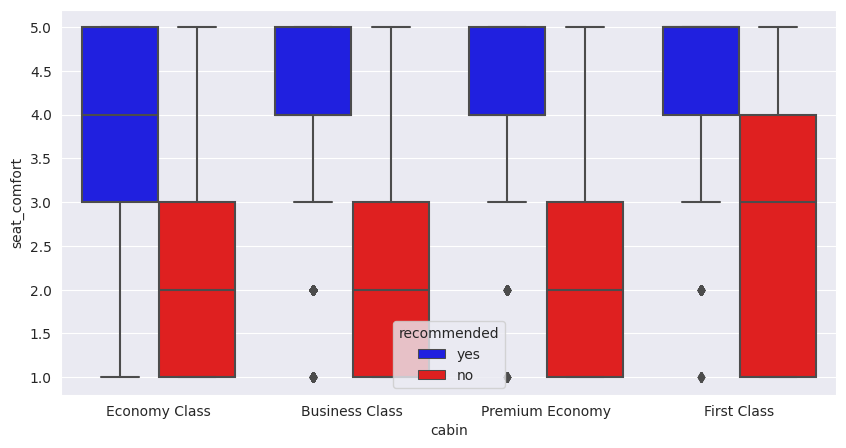 5.0
4.5
4.0
3.5
3.0
2.5
2.0
1.5
1.0
seat_comfort
recommended
yes
no
Economy Class Business Class Premium Economy First Class
cabin